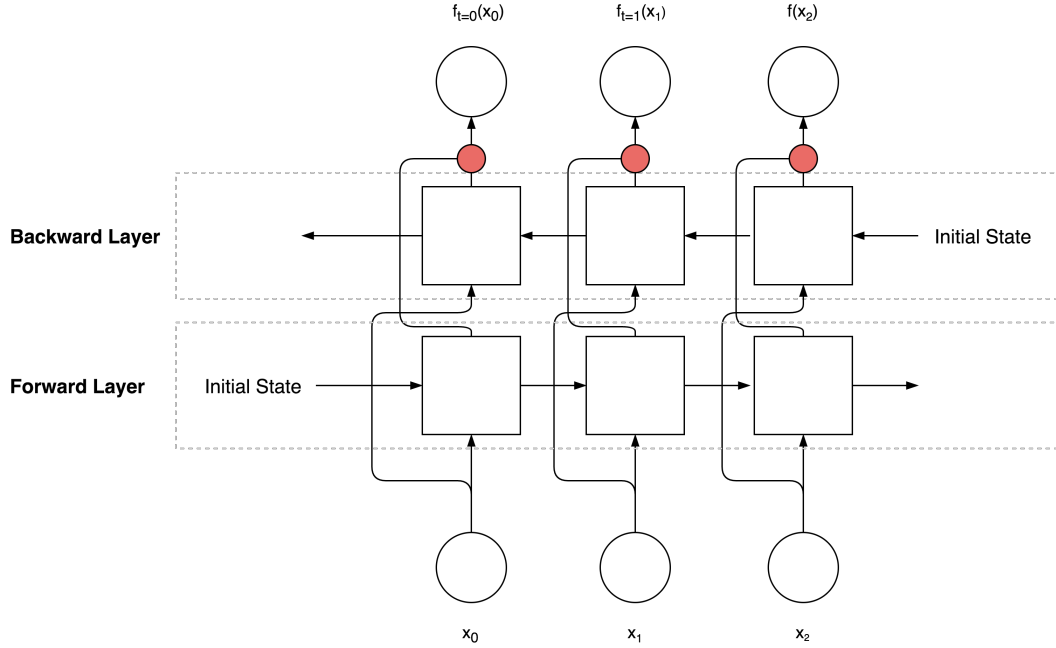 f_{t=0}(x_0) f_{t=1}(x_1) f(x_2)
Backward Layer Initial State
Forward Layer Initial State
x_0 x_1 x_2